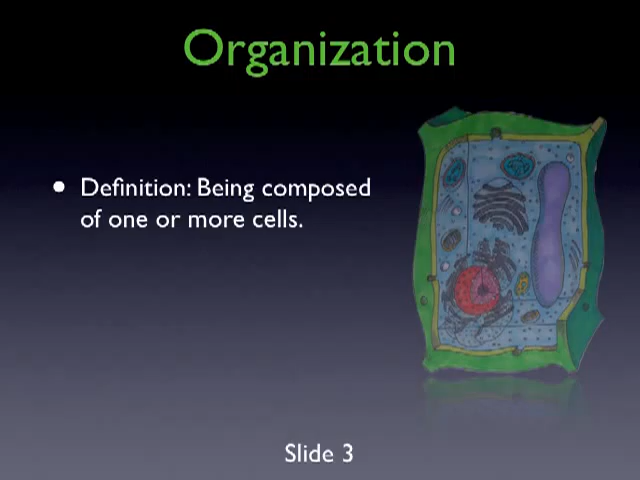 Organization
• Definition: Being composed
of one or more cells.
Slide 3